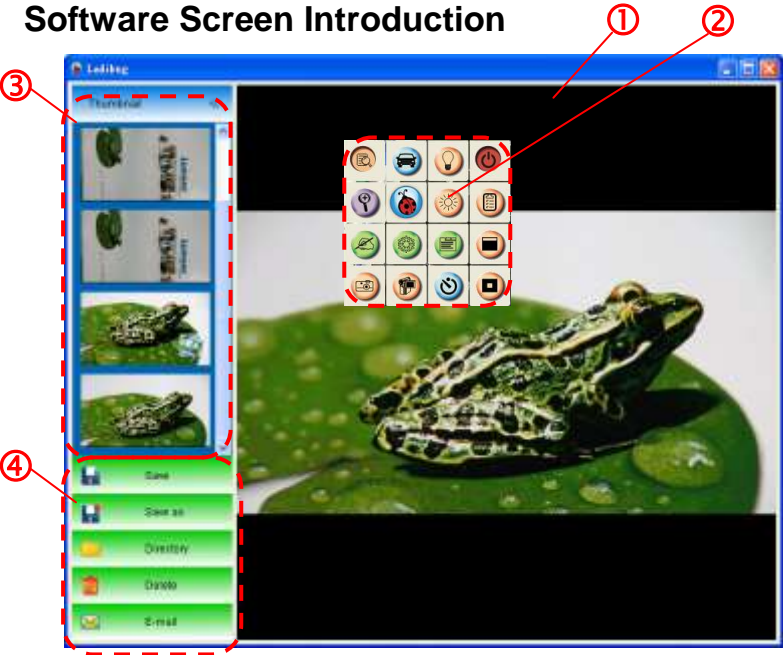 Software Screen Introduction
① ②
Ladibug
③
Thumbnail
④
Save
Save as
Directory
Delete
E-mail